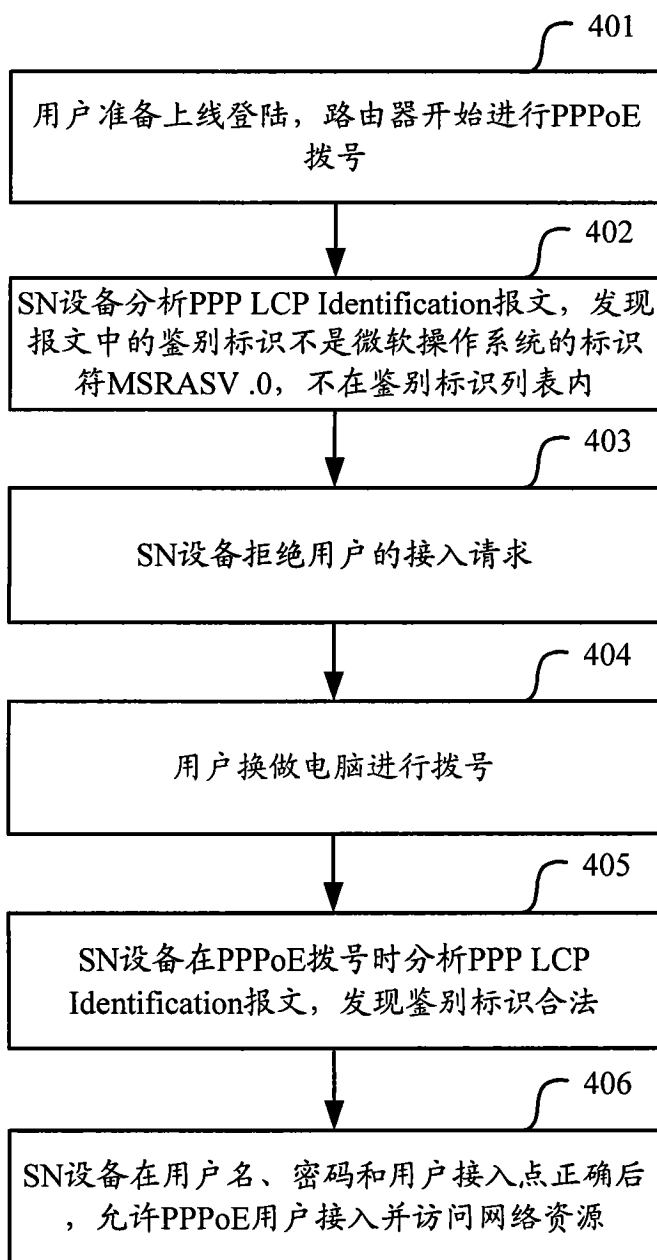 401
用户准备上线登陆，路由器开始进行PPPoE
拨号
402
SN设备分析PPP LCP Identification报文，发现
报文中的鉴别标识不是微软操作系统的标识
符MSRASV .0，不在鉴别标识列表内
403
SN设备拒绝用户的接入请求
404
用户换做电脑进行拨号
405
SN设备在PPPoE拨号时分析PPP LCP
Identification报文，发现鉴别标识合法
406
SN设备在用户名、密码和用户接入点正确后
，允许PPPoE用户接入并访问网络资源